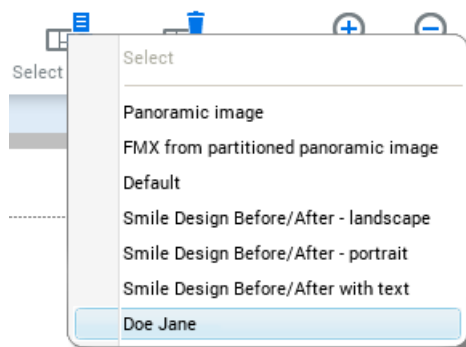 Select
Select
Panoramic image
FMX from partitioned panoramic image
Default
Smile Design Before/After - landscape
Smile Design Before/After - portrait
Smile Design Before/After with text
Doe Jane